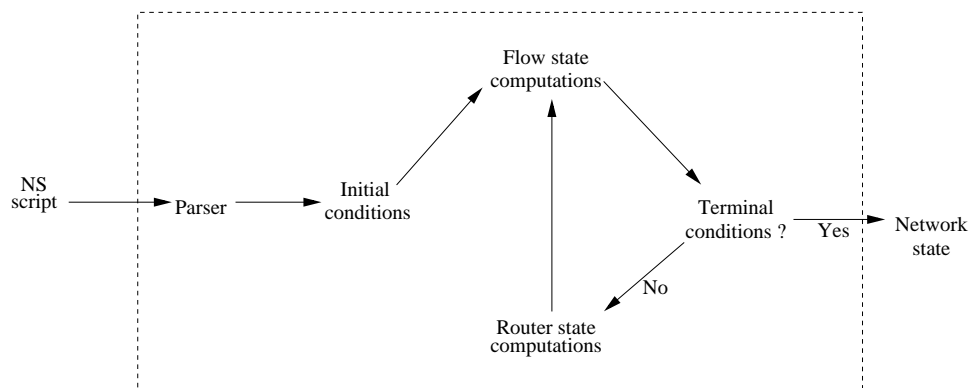 NS
script
Parser
Initial
conditions
Flow state
computations
Terminal
conditions ?
Yes
No
Router state
computations
Network
state